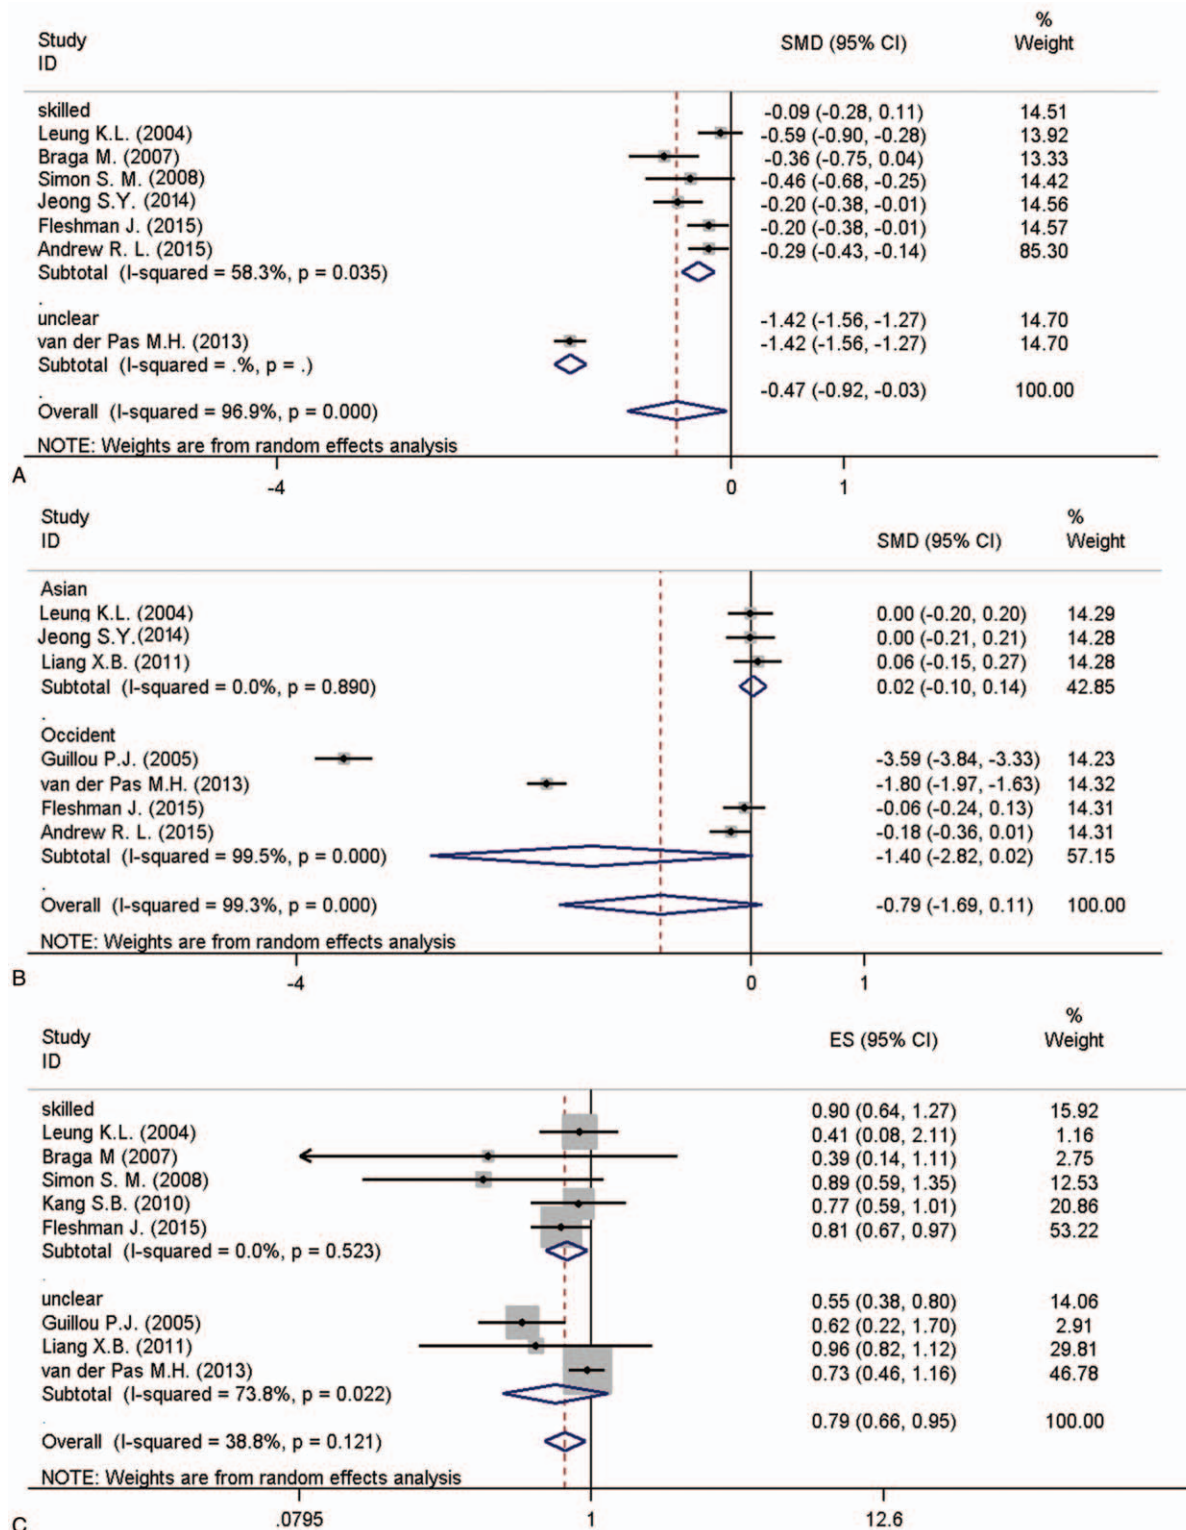 Study
ID
SMD (95% CI)
%
Weight
skilled -0.09 (-0.28, 0.11) 14.51
Leung K.L. (2004) -0.59 (-0.90, -0.28) 13.92
Braga M. (2007) -0.36 (-0.75, 0.04) 13.33
Simon S. M. (2008) -0.46 (-0.68, -0.25) 14.42
Jeong S.Y. (2014) -0.20 (-0.38, -0.01) 14.56
Fleshman J. (2015) -0.20 (-0.38, -0.01) 14.57
Andrew R. L. (2015) -0.29 (-0.43, -0.14) 85.30
Subtotal (I-squared = 58.3%, p = 0.035)
.
unclear -1.42 (-1.56, -1.27) 14.70
van der Pas M.H. (2013) -1.42 (-1.56, -1.27) 14.70
Subtotal (I-squared = .%, p = .)
. -0.47 (-0.92, -0.03) 100.00
Overall (I-squared = 96.9%, p = 0.000)
NOTE: Weights are from random effects analysis
A
-4 0 1
Study
ID
SMD (95% CI)
%
Weight
Asian
Leung K.L. (2004) 0.00 (-0.20, 0.20) 14.29
Jeong S.Y.(2014) 0.00 (-0.21, 0.21) 14.28
Liang X.B. (2011) 0.06 (-0.15, 0.27) 14.28
Subtotal (I-squared = 0.0%, p = 0.890) 0.02 (-0.10, 0.14) 42.85
.
Occident
Guillou P.J. (2005) -3.59 (-3.84, -3.33) 14.23
van der Pas M.H. (2013) -1.80 (-1.97, -1.63) 14.32
Fleshman J. (2015) -0.06 (-0.24, 0.13) 14.31
Andrew R. L. (2015) -0.18 (-0.36, 0.01) 14.31
Subtotal (I-squared = 99.5%, p = 0.000) -1.40 (-2.82, 0.02) 57.15
.
Overall (I-squared = 99.3%, p = 0.000) -0.79 (-1.69, 0.11) 100.00
NOTE: Weights are from random effects analysis
B
-4 0 1
Study
ID
ES (95% CI)
%
Weight
skilled 0.90 (0.64, 1.27) 15.92
Leung K.L. (2004) 0.41 (0.08, 2.11) 1.16
Braga M (2007) 0.39 (0.14, 1.11) 2.75
Simon S. M. (2008) 0.89 (0.59, 1.35) 12.53
Kang S.B. (2010) 0.77 (0.59, 1.01) 20.86
Fleshman J. (2015) 0.81 (0.67, 0.97) 53.22
Subtotal (I-squared = 0.0%, p = 0.523)
.
unclear 0.55 (0.38, 0.80) 14.06
Guillou P.J. (2005) 0.62 (0.22, 1.70) 2.91
Liang X.B. (2011) 0.96 (0.82, 1.12) 29.81
van der Pas M.H. (2013) 0.73 (0.46, 1.16) 46.78
Subtotal (I-squared = 73.8%, p = 0.022)
. 0.79 (0.66, 0.95) 100.00
Overall (I-squared = 38.8%, p = 0.121)
NOTE: Weights are from random effects analysis
C
.0795 1 12.6